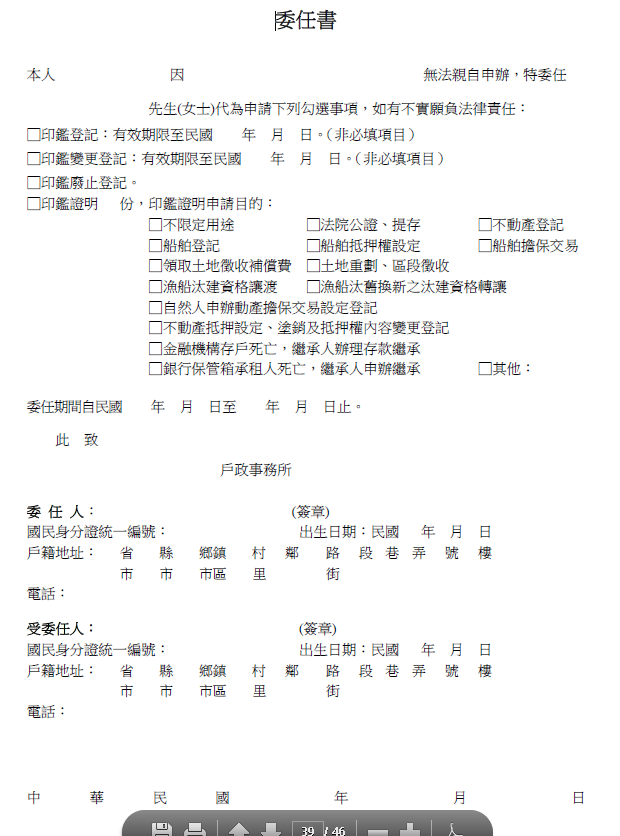 委任書
本人 因 無法親自申辦，特委任
先生(女士)代為申請下列勾選事項，如有不實願負法律責任：
□印鑑登記：有效期限至民國 年 月 日。（非必填項目）
□印鑑變更登記：有效期限至民國 年 月 日。（非必填項目）
□印鑑廢止登記。
□印鑑證明 份，印鑑證明申請目的：
□不限定用途 □法院公證、提存 □不動產登記
□船舶登記 □船舶抵押權設定 □船舶擔保交易
□領取土地徵收補償費 □土地重劃、區段徵收
□漁船汰建資格讓渡 □漁船汰舊換新之汰建資格轉讓
□自然人申辦動產擔保交易設定登記
□不動產抵押設定、塗銷及抵押權內容變更登記
□金融機構存戶死亡，繼承人辦理存款繼承
□銀行保管箱承租人死亡，繼承人申辦繼承 □其他：
委任期間自民國 年 月 日至 年 月 日止。
此 致
戶政事務所
委 任 人： (簽章)
國民身分證統一編號： 出生日期：民國 年 月 日
戶籍地址： 省 縣 鄉鎮 村 鄰 路 段 巷 弄 號 樓
市 市 市區 里 街
電話：
受委任人： (簽章)
國民身分證統一編號： 出生日期：民國 年 月 日
戶籍地址： 省 縣 鄉鎮 村 鄰 路 段 巷 弄 號 樓
市 市 市區 里 街
電話：
中 華 民 國 年 月 日
39 / 46